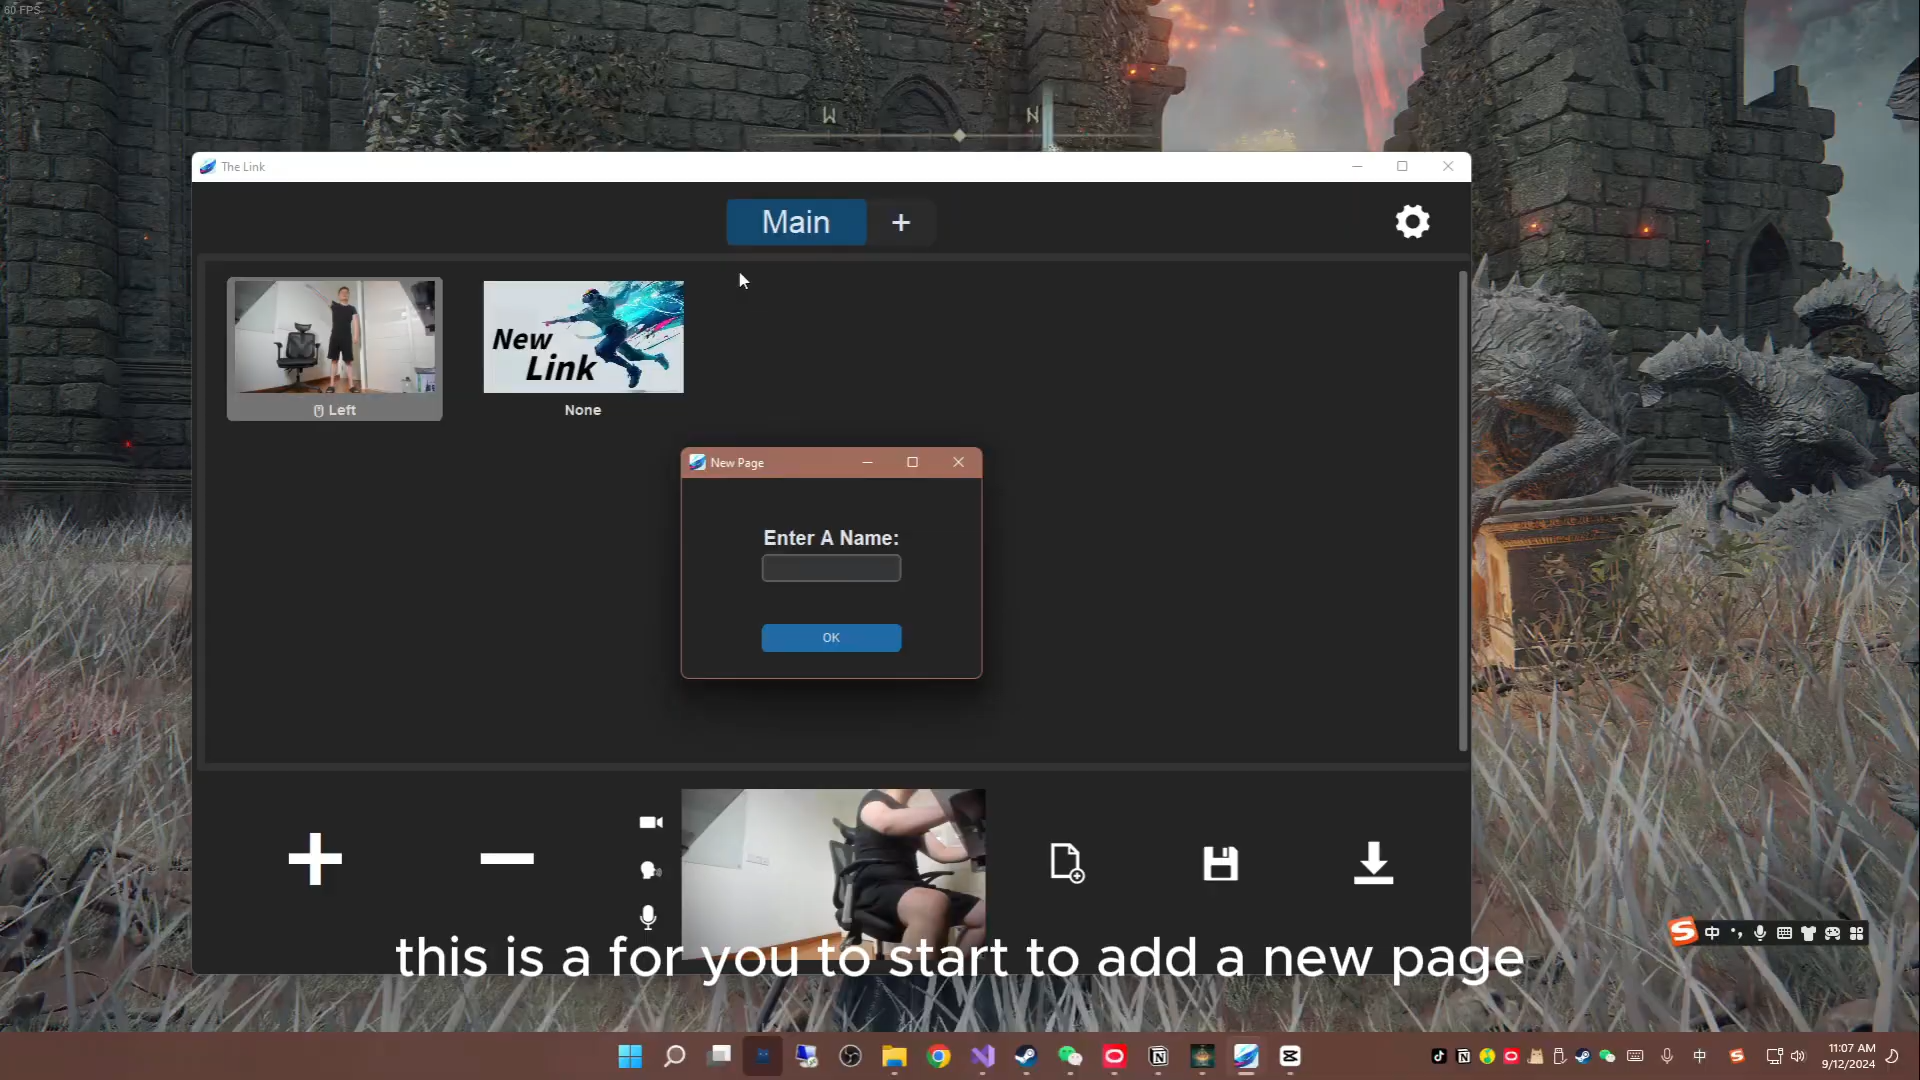 60 FPS
W
N
The Link
Main
+
New
Link
Left
None
New Page
Enter A Name:
OK
this is a for you to start to add a new page
中
11:07 AM
中
9/12/2024